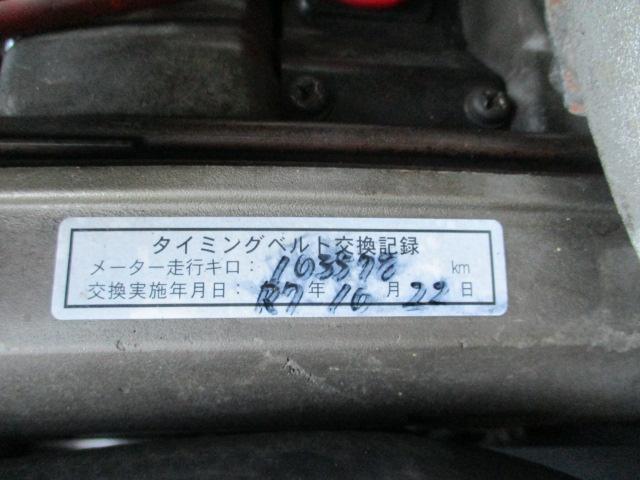 タイミングベルト交換記録
メーター走行キロ: 103572 km
交換実施年月日: R7年 10月 22日